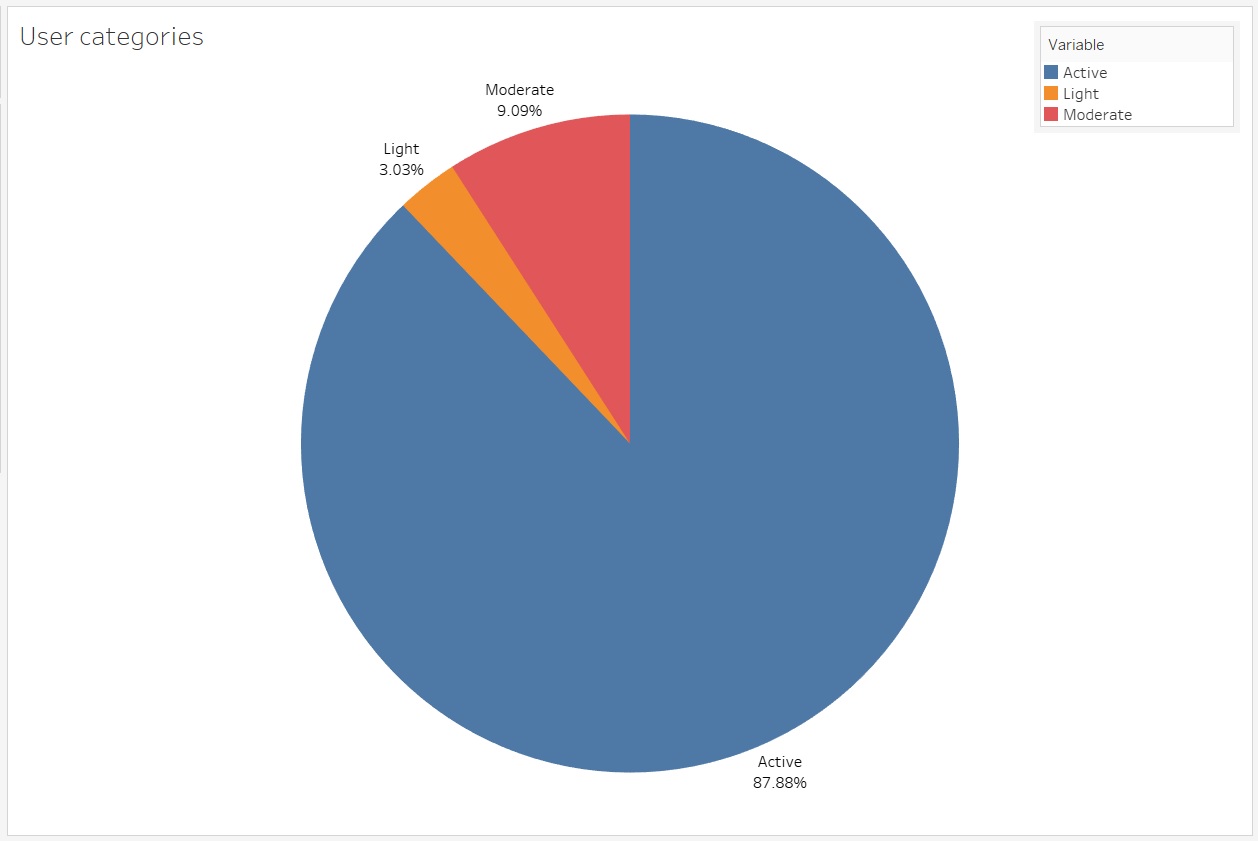 User categories
Variable
Active
Light
Moderate
Moderate
9.09%
Light
3.03%
Active
87.88%